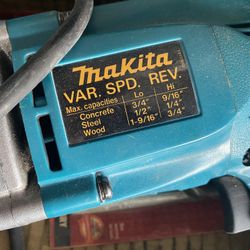 Makita
VAR. SPD. REV.
Max. capacities Lo Hi
Concrete 3/4" 9/16"
Steel 1/2" 1/4"
Wood 1-9/16" 3/4"